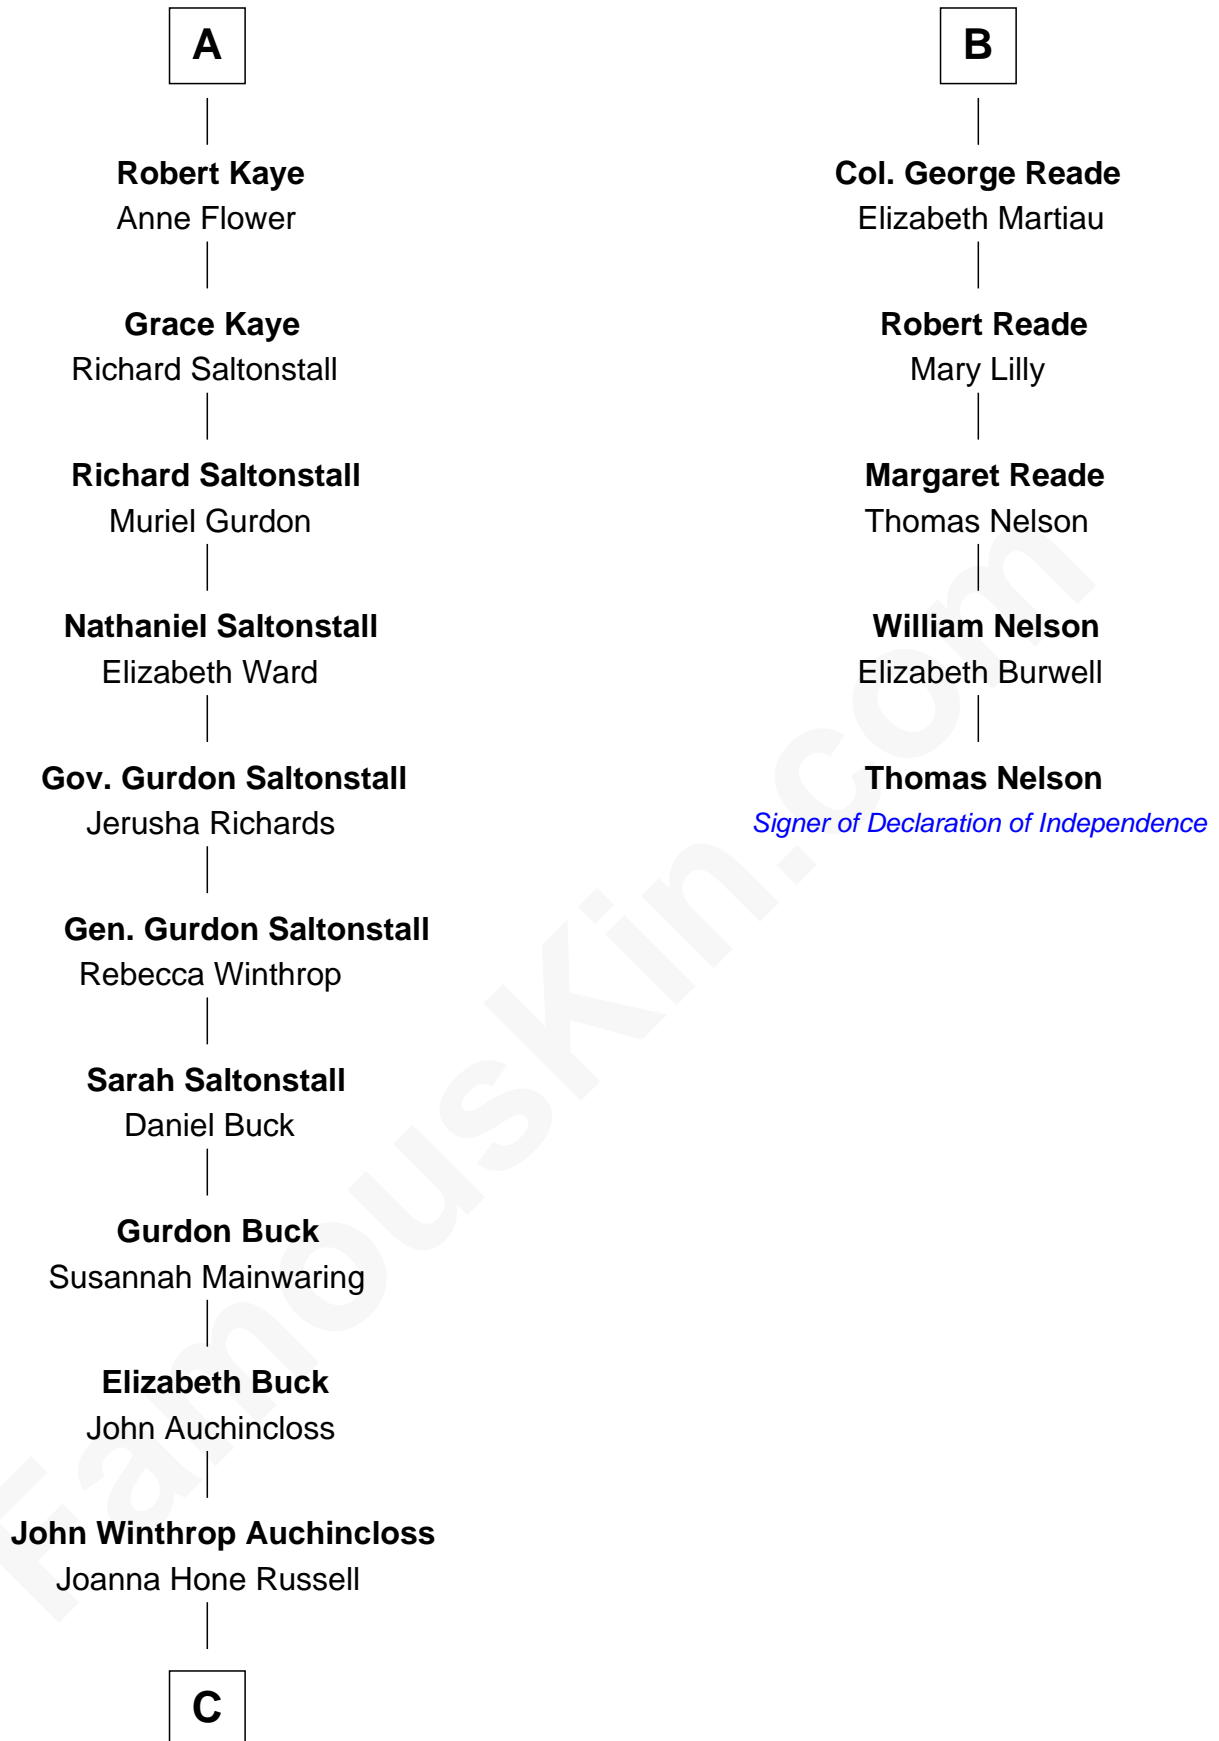 A
Robert Kaye
Anne Flower
Grace Kaye
Richard Saltonstall
Richard Saltonstall
Muriel Gurdon
Nathaniel Saltonstall
Elizabeth Ward
Gov. Gurdon Saltonstall
Jerusha Richards
Gen. Gurdon Saltonstall
Rebecca Winthrop
Sarah Saltonstall
Daniel Buck
Gurdon Buck
Susannah Mainwaring
Elizabeth Buck
John Auchincloss
John Winthrop Auchincloss
Joanna Hone Russell
C
B
Col. George Reade
Elizabeth Martiau
Robert Reade
Mary Lilly
Margaret Reade
Thomas Nelson
William Nelson
Elizabeth Burwell
Thomas Nelson
Signer of Declaration of Independence
FamousKin.com